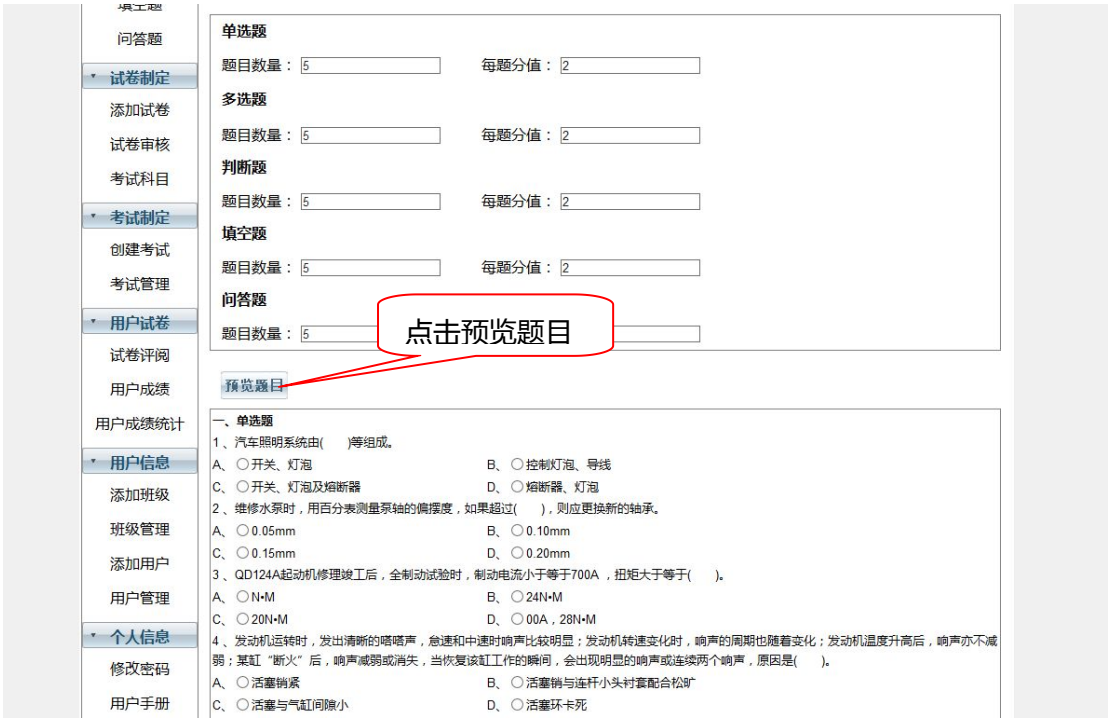 填空题
问答题
试卷制定
添加试卷
试卷审核
考试科目
考试制定
创建考试
考试管理
用户试卷
试卷评阅
用户成绩
用户成绩统计
用户信息
添加班级
班级管理
添加用户
用户管理
个人信息
修改密码
用户手册
单选题
题目数量： 5 每题分值： 2
多选题
题目数量： 5 每题分值： 2
判断题
题目数量： 5 每题分值： 2
填空题
题目数量： 5 每题分值： 2
问答题
题目数量： 5
点击预览题目
预览题目
一、单选题
1、汽车照明系统由( )等组成。
A、 开关、灯泡 B、 控制灯泡、导线
C、 开关、灯泡及熔断器 D、 熔断器、灯泡
2、维修水泵时，用百分表测量泵轴的偏摆度，如果超过( )，则应更换新的轴承。
A、 0.05mm B、 0.10mm
C、 0.15mm D、 0.20mm
3、QD124A起动机修理竣工后，全制动试验时，制动电流小于等于700A ，扭矩大于等于( )。
A、 N•M B、 24N•M
C、 20N•M D、 00A，28N•M
4、发动机运转时，发出清晰的嗒嗒声，怠速和中速时响声比较明显；发动机转速变化时，响声的周期也随着变化；发动机温度升高后，响声亦不减
弱；某缸“断火”后，响声减弱或消失，当恢复该缸工作的瞬间，会出现明显的响声或连续两个响声，原因是( )。
A、 活塞销紧 B、 活塞销与连杆小头衬套配合松旷
C、 活塞与气缸间隙小 D、 活塞环卡死